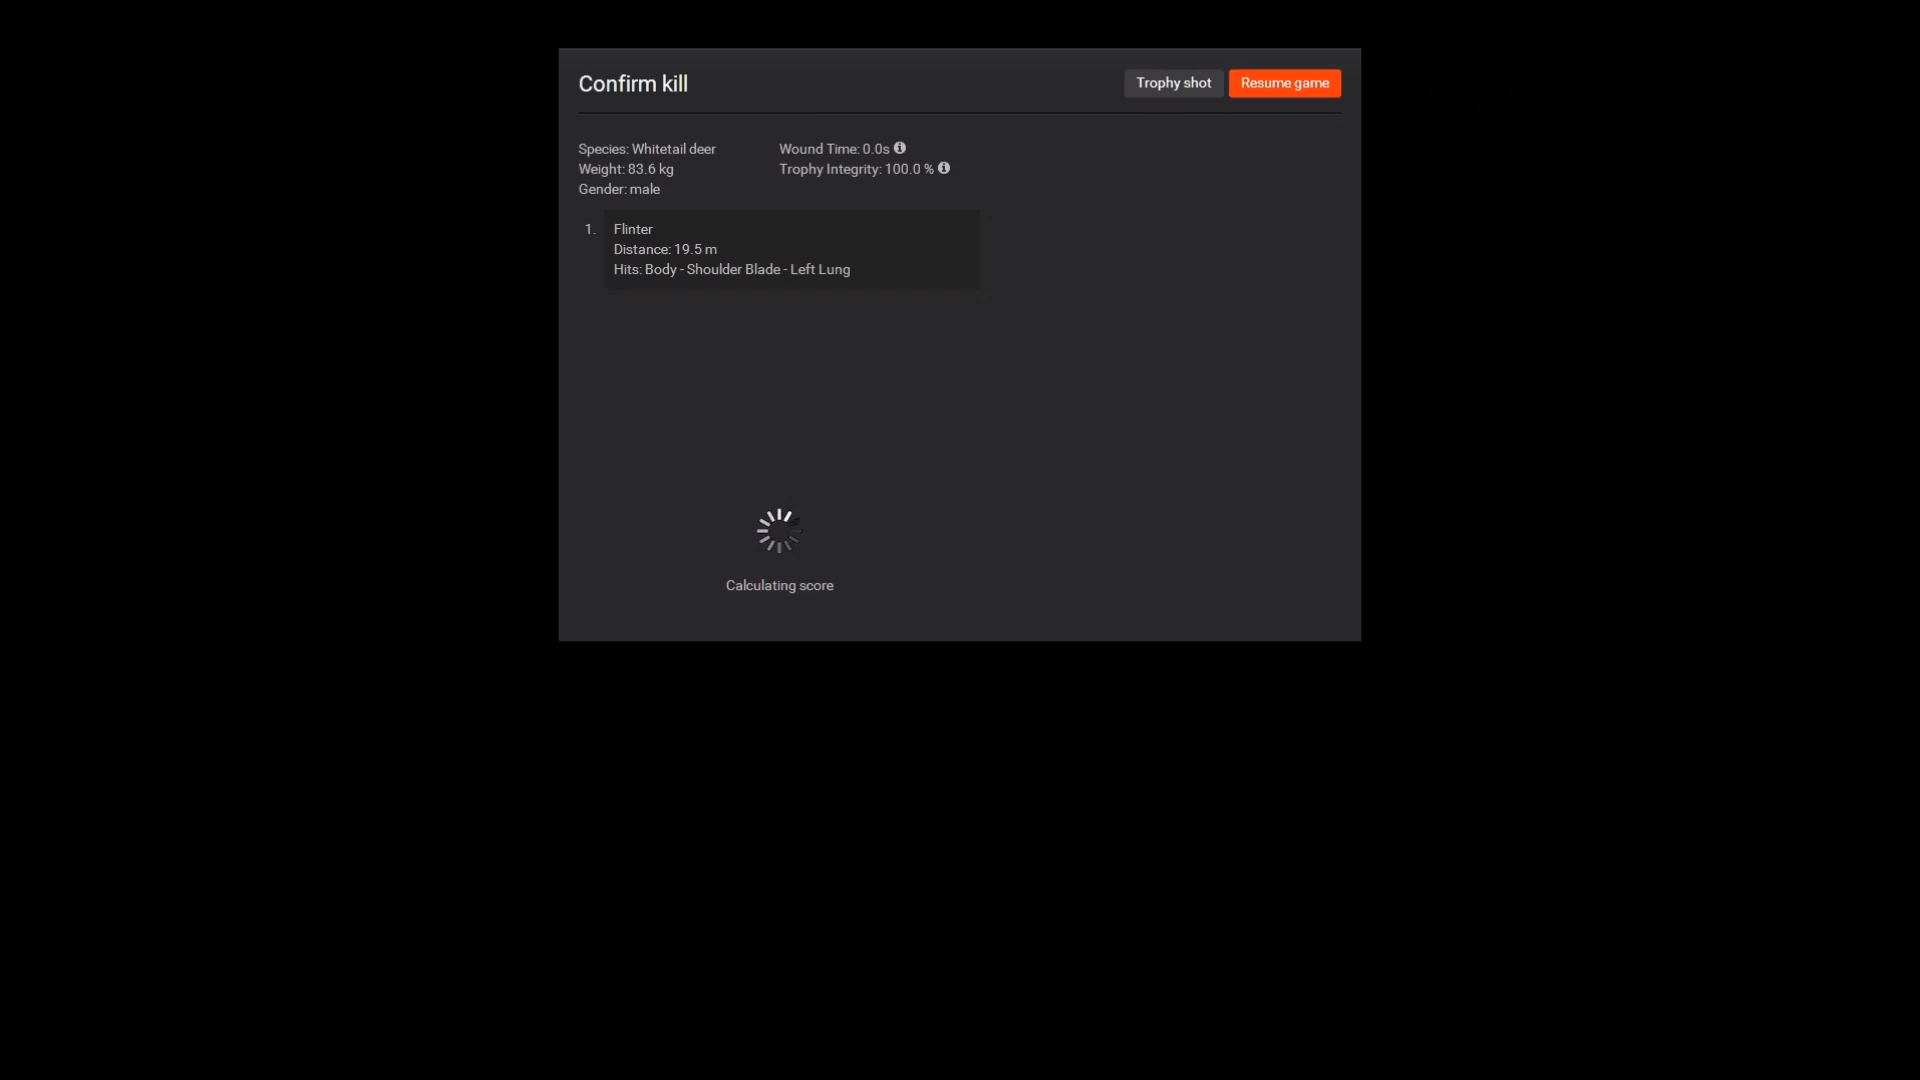 Confirm kill
Trophy shot
Resume game
Species: Whitetail deer
Weight: 83.6 kg
Gender: male
Wound Time: 0.0s
Trophy Integrity: 100.0 %
1.
Flinter
Distance: 19.5 m
Hits: Body - Shoulder Blade - Left Lung
Calculating score